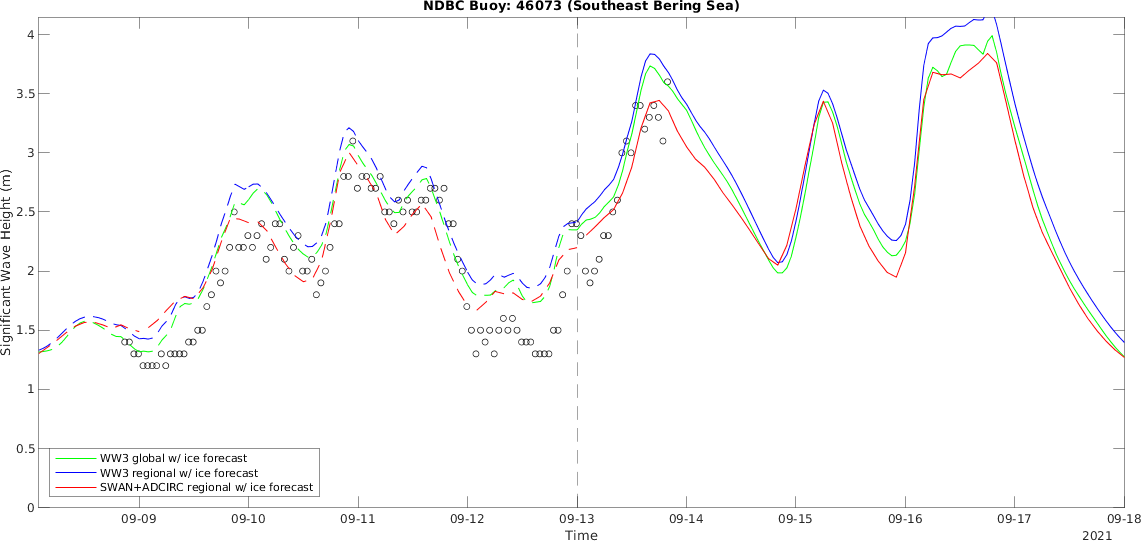 NDBC Buoy: 46073 (Southeast Bering Sea)
Significant Wave Height (m)
4
3.5
3
2.5
2
1.5
1
0.5
0
WW3 global w/ ice forecast
WW3 regional w/ ice forecast
SWAN+ADCIRC regional w/ ice forecast
09-09 09-10 09-11 09-12 09-13 09-14 09-15 09-16 09-17 09-18
Time
2021